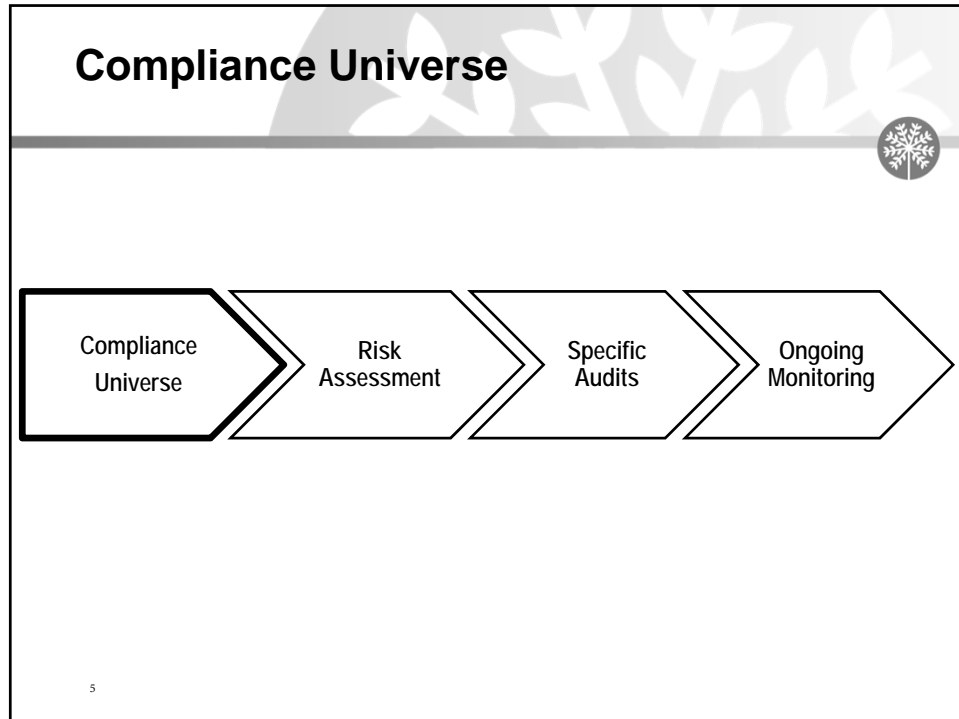 Compliance Universe
Compliance
Universe
Risk
Assessment
Specific
Audits
Ongoing
Monitoring
5